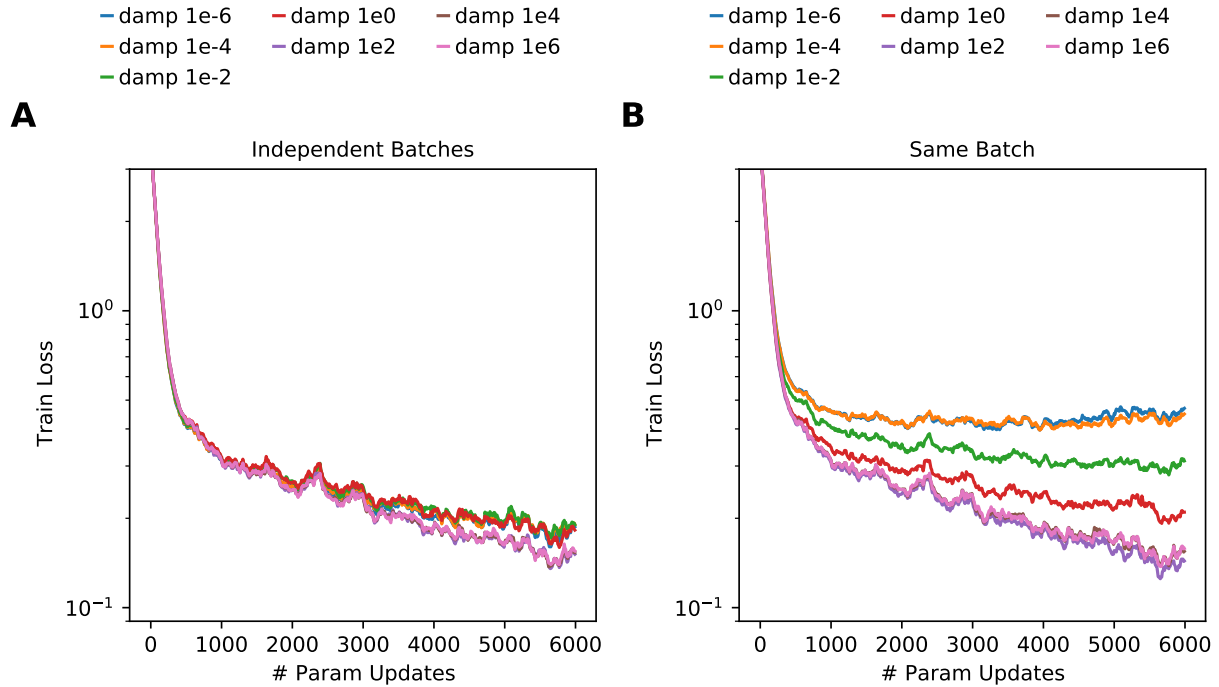 damp 1e-6 damp 1e0 damp 1e4
damp 1e-4 damp 1e2 damp 1e6
damp 1e-2
A
Independent Batches
10^0
10^-1
Train Loss
0 1000 2000 3000 4000 5000 6000
# Param Updates
damp 1e-6 damp 1e0 damp 1e4
damp 1e-4 damp 1e2 damp 1e6
damp 1e-2
B
Same Batch
10^0
10^-1
Train Loss
0 1000 2000 3000 4000 5000 6000
# Param Updates